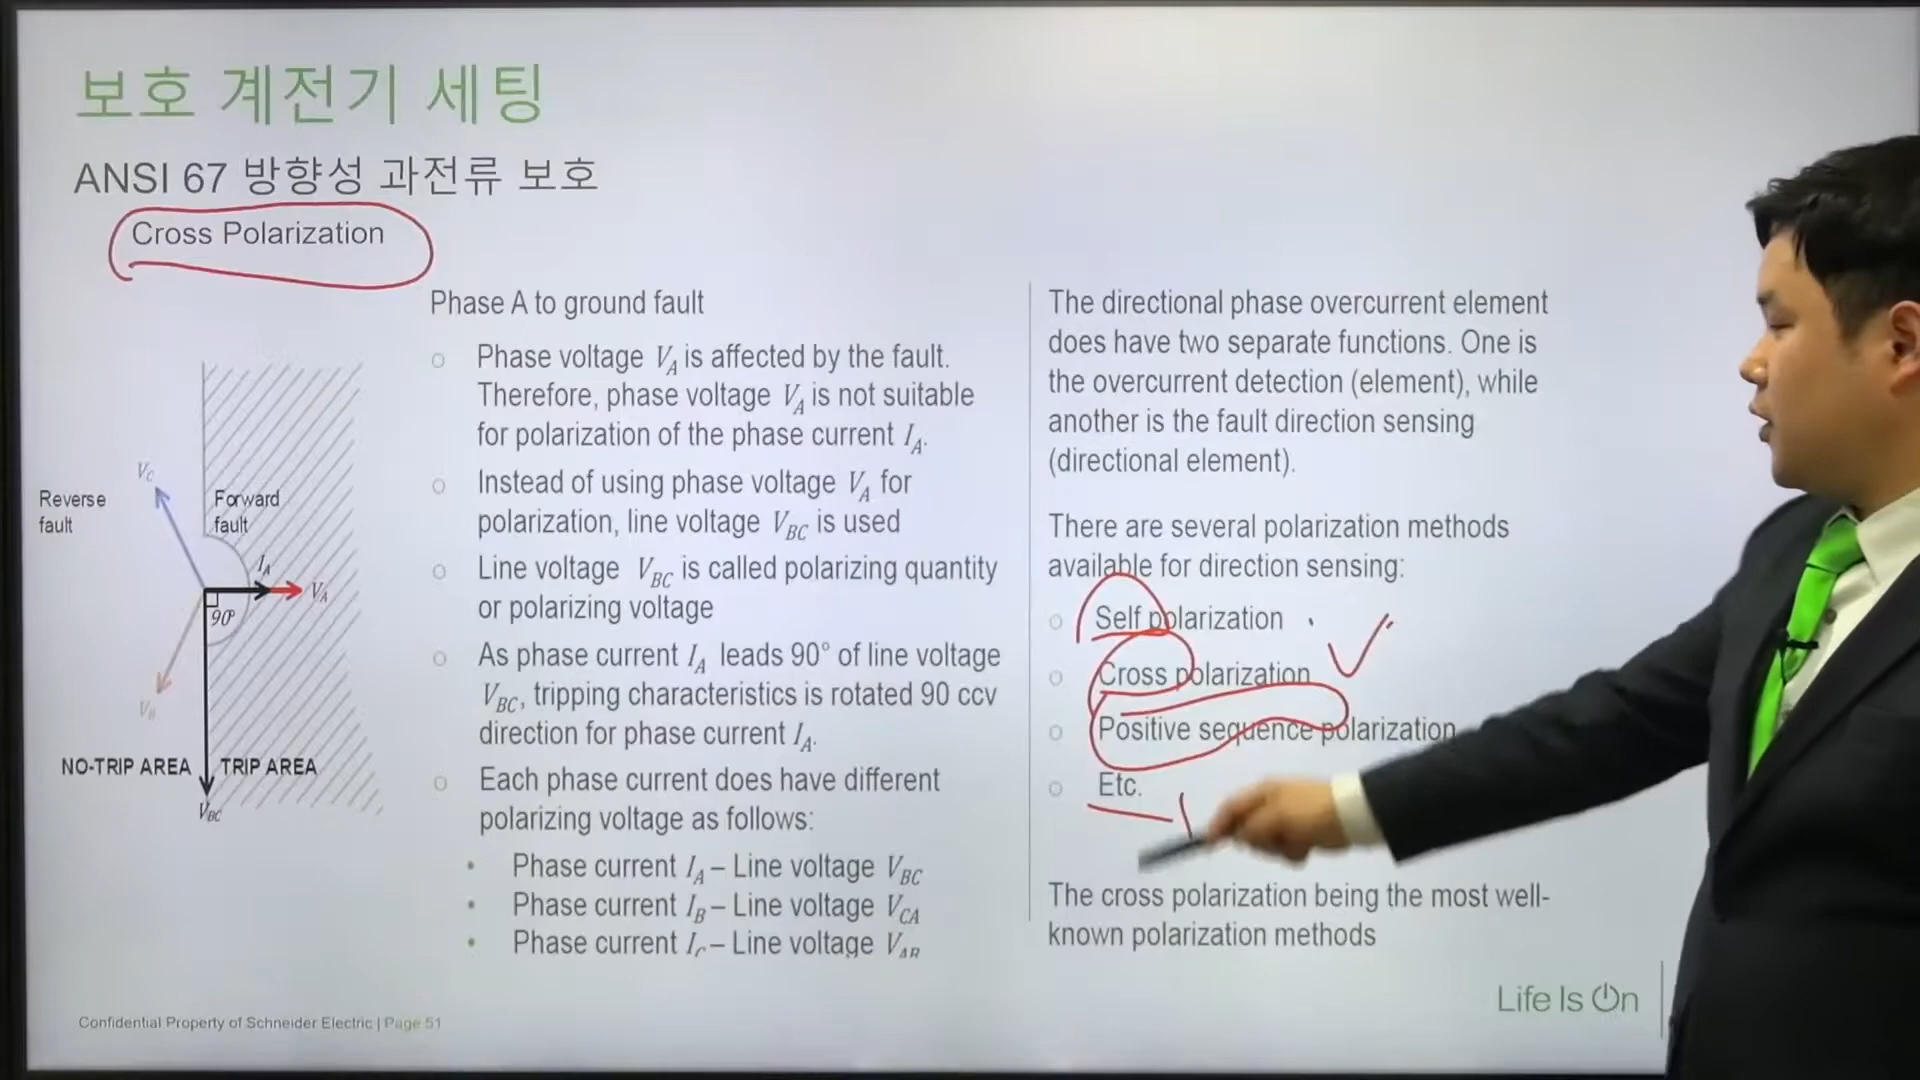 보호 계전기 세팅
ANSI 67 방향성 과전류 보호
Cross Polarization
Phase A to ground fault
○ Phase voltage VA is affected by the fault.
Therefore, phase voltage VA is not suitable
for polarization of the phase current IA.
○ Instead of using phase voltage VA for
polarization, line voltage VBC is used
○ Line voltage VBC is called polarizing quantity
or polarizing voltage
○ As phase current IA leads 90° of line voltage
VBC, tripping characteristics is rotated 90 ccv
direction for phase current IA.
○ Each phase current does have different
polarizing voltage as follows:
• Phase current IA – Line voltage VBC
• Phase current IB – Line voltage VCA
• Phase current IC – Line voltage VAB
VC
Reverse
fault
Forward
fault
IA
VA
90°
VB
NO-TRIP AREA
TRIP AREA
VBC
The directional phase overcurrent element
does have two separate functions. One is
the overcurrent detection (element), while
another is the fault direction sensing
(directional element).
There are several polarization methods
available for direction sensing:
○ Self polarization
○ Cross polarization
○ Positive sequence polarization
○ Etc.
The cross polarization being the most well-
known polarization methods
Confidential Property of Schneider Electric | Page 51
Life Is On